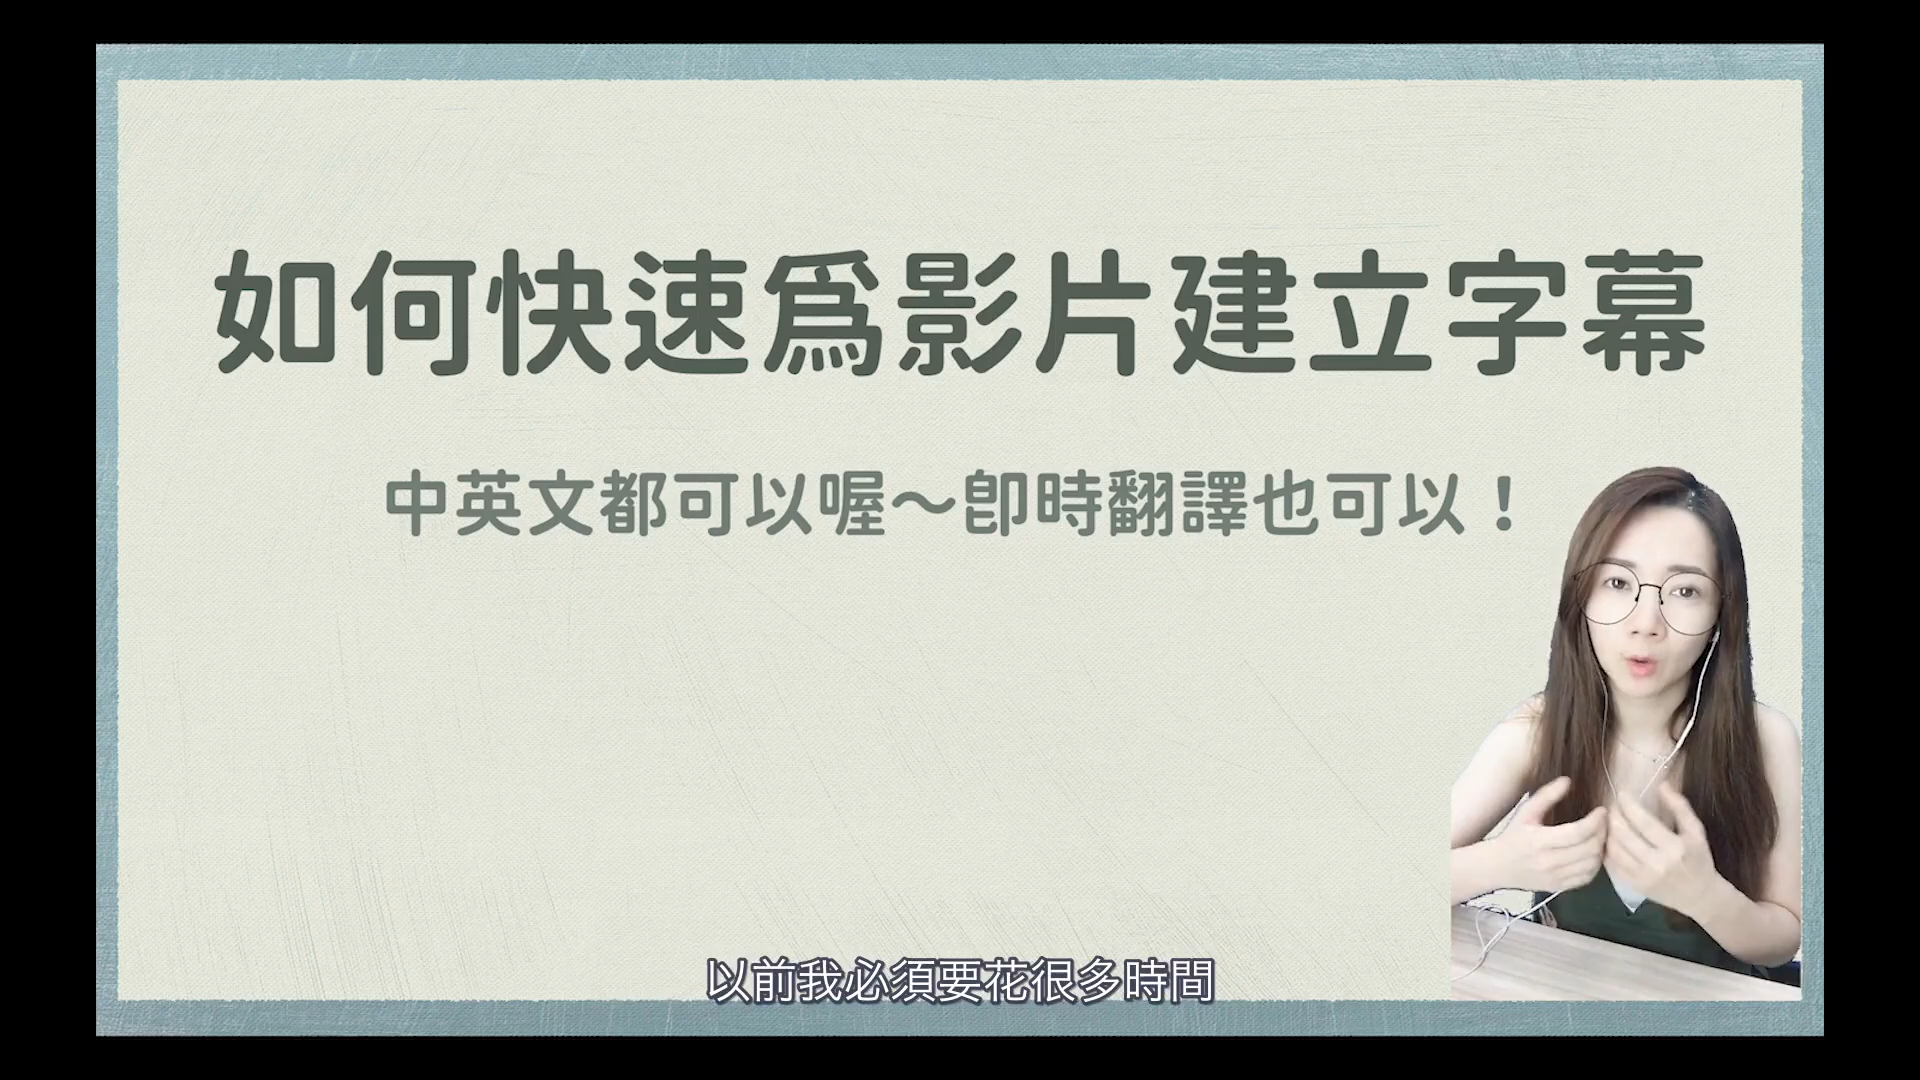 如何快速爲影片建立字幕
中英文都可以喔～卽時翻譯也可以！
以前我必須要花很多時間